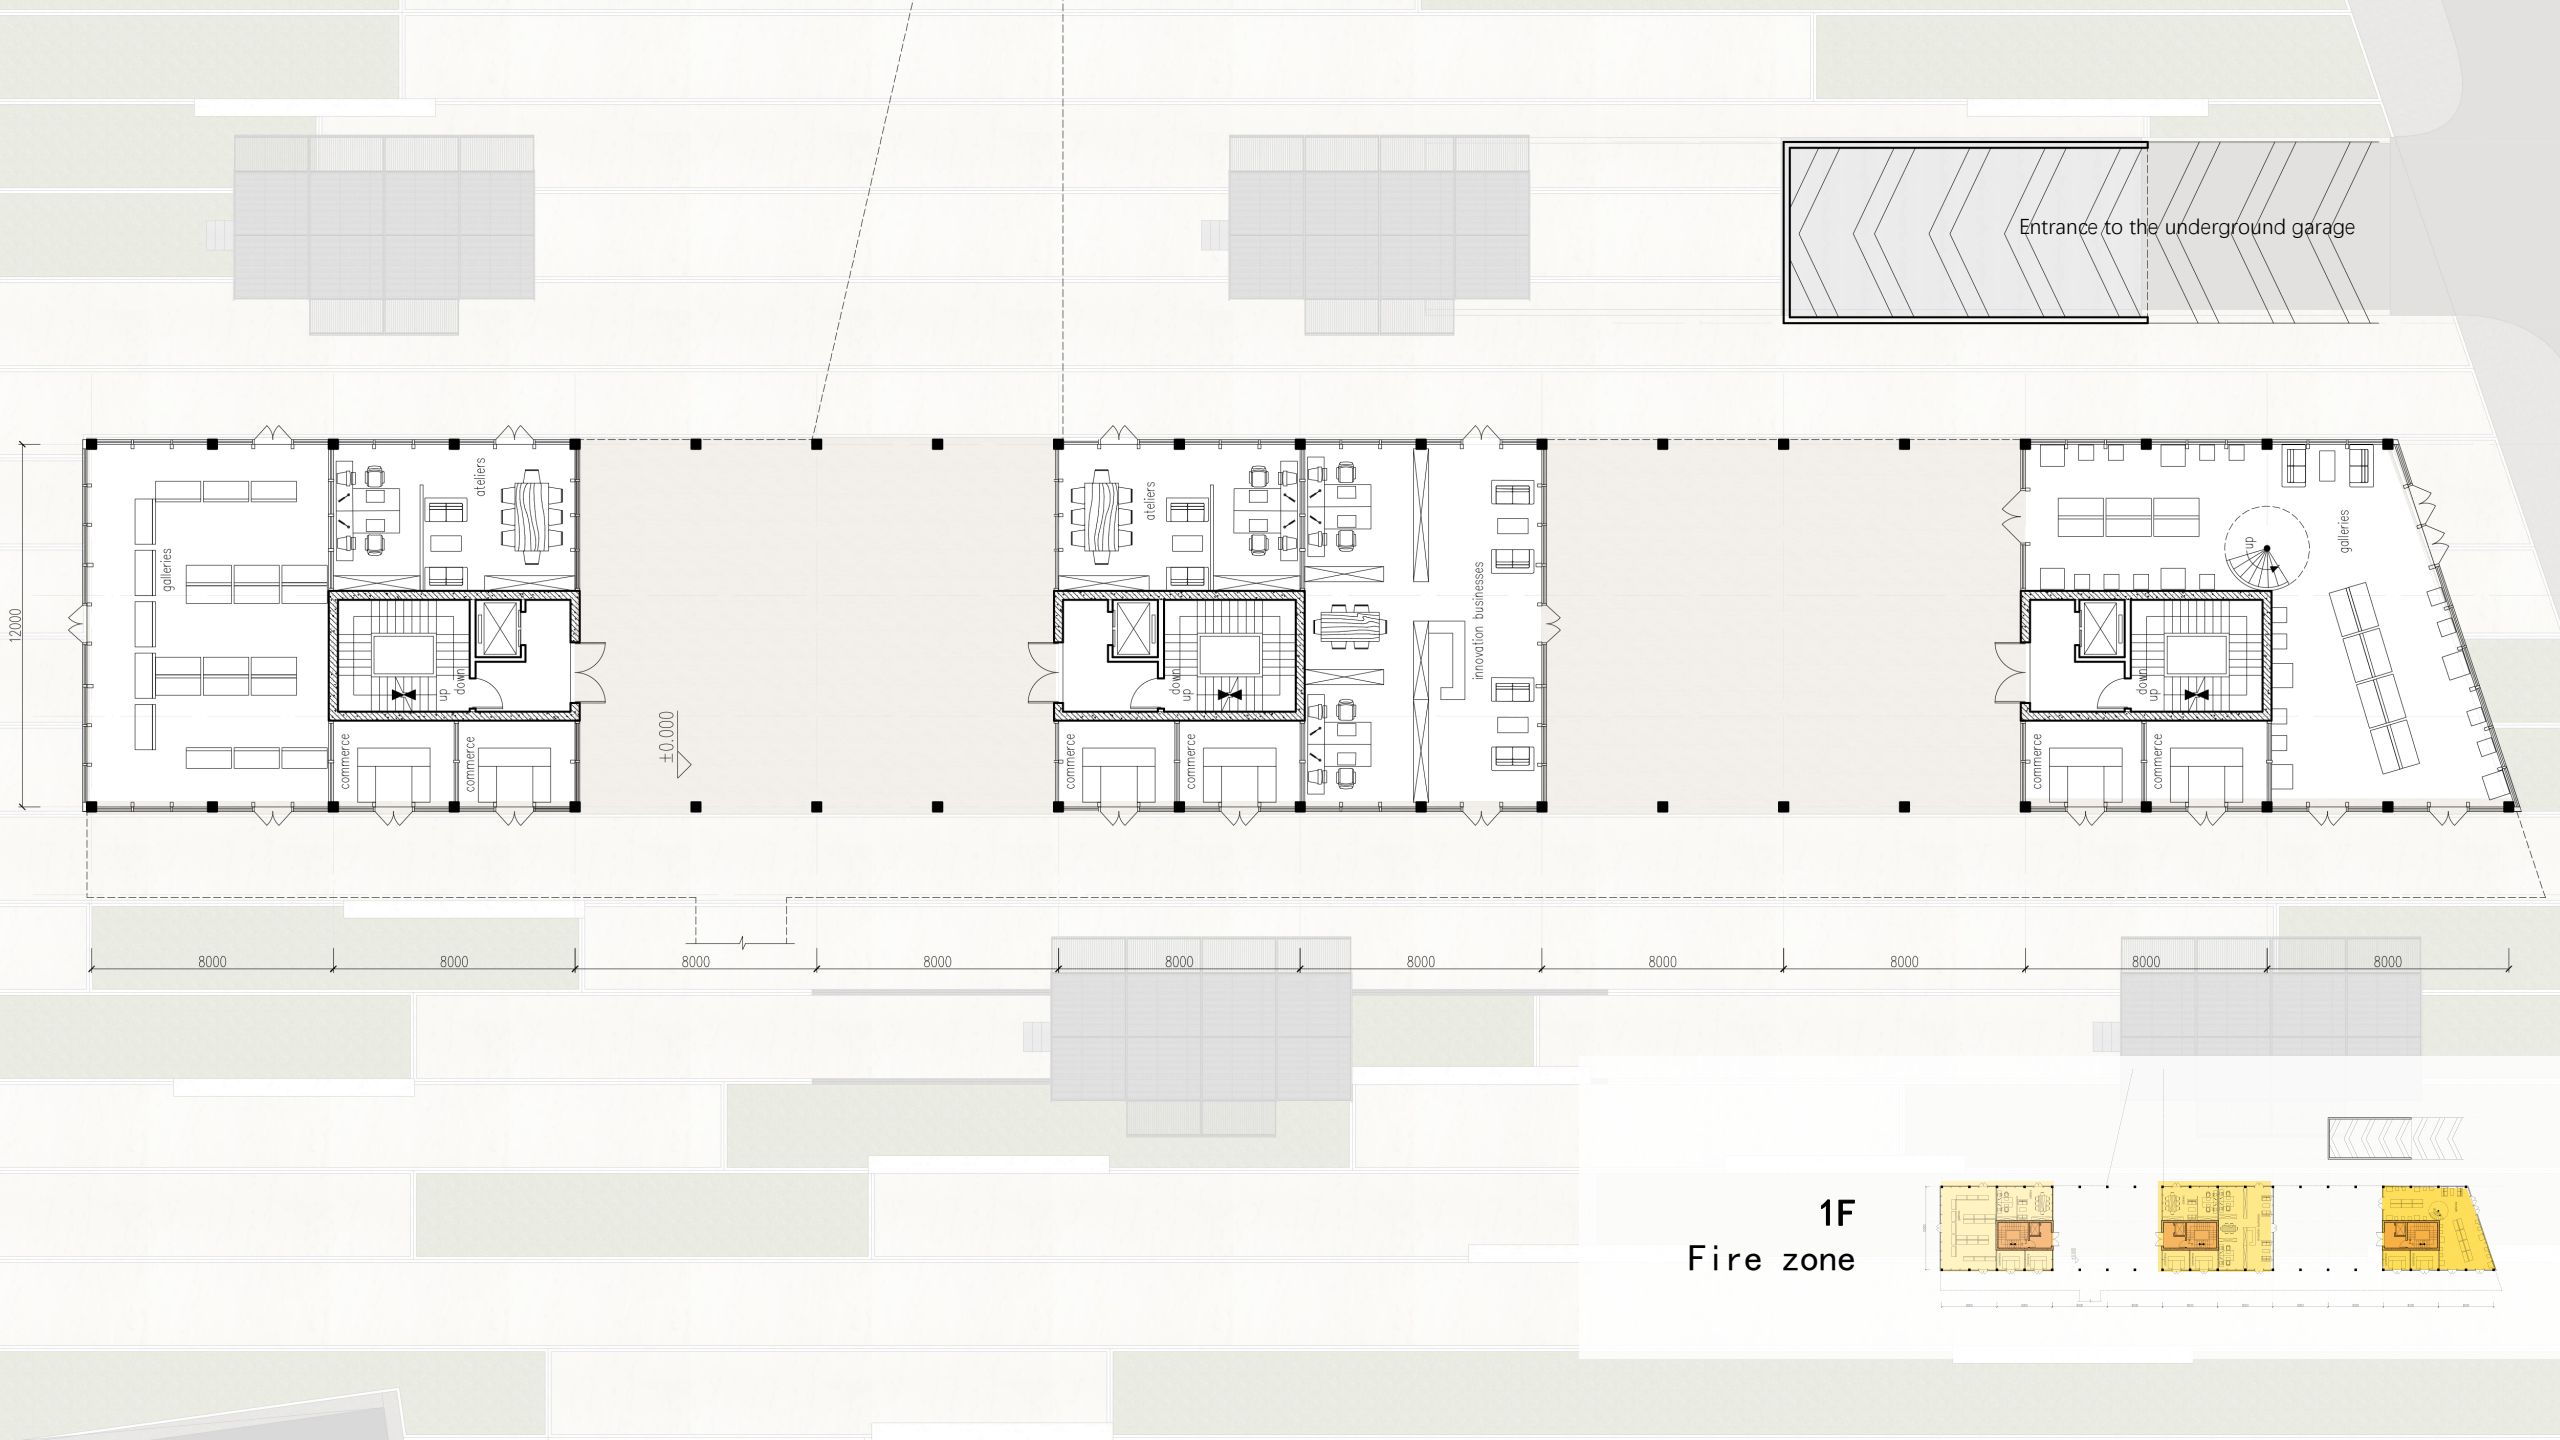 Entrance to the underground garage
12000
galleries
ateliers
up
down
commerce
commerce
±0.000
ateliers
down
up
commerce
commerce
innovation businesses
up
galleries
down
up
commerce
commerce
8000
8000
8000
8000
8000
8000
8000
8000
8000
8000
1F
Fire zone